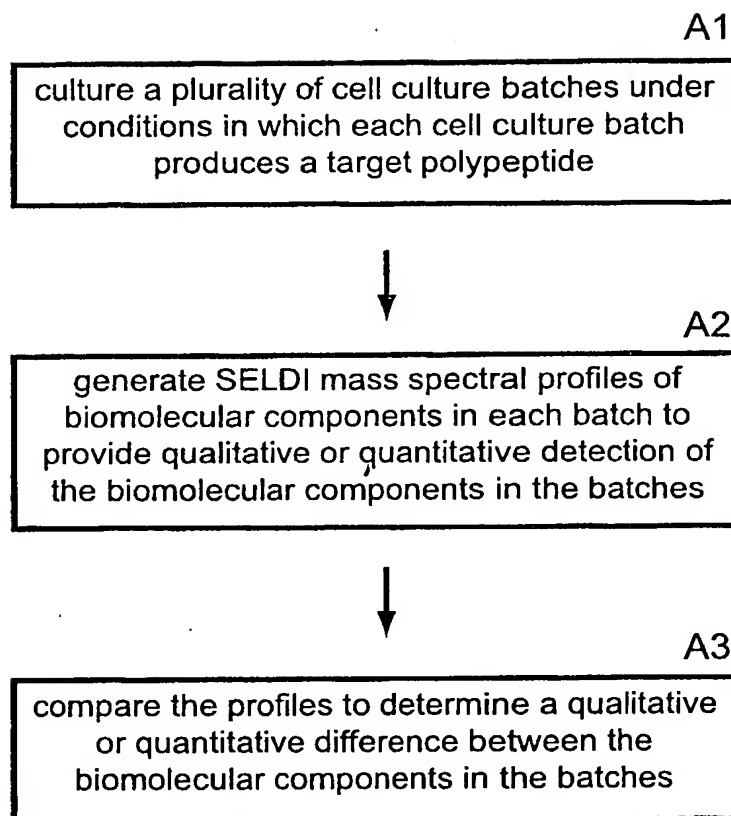 A1
culture a plurality of cell culture batches under
conditions in which each cell culture batch
produces a target polypeptide
A2
generate SELDI mass spectral profiles of
biomolecular components in each batch to
provide qualitative or quantitative detection of
the biomolecular components in the batches
A3
compare the profiles to determine a qualitative
or quantitative difference between the
biomolecular components in the batches